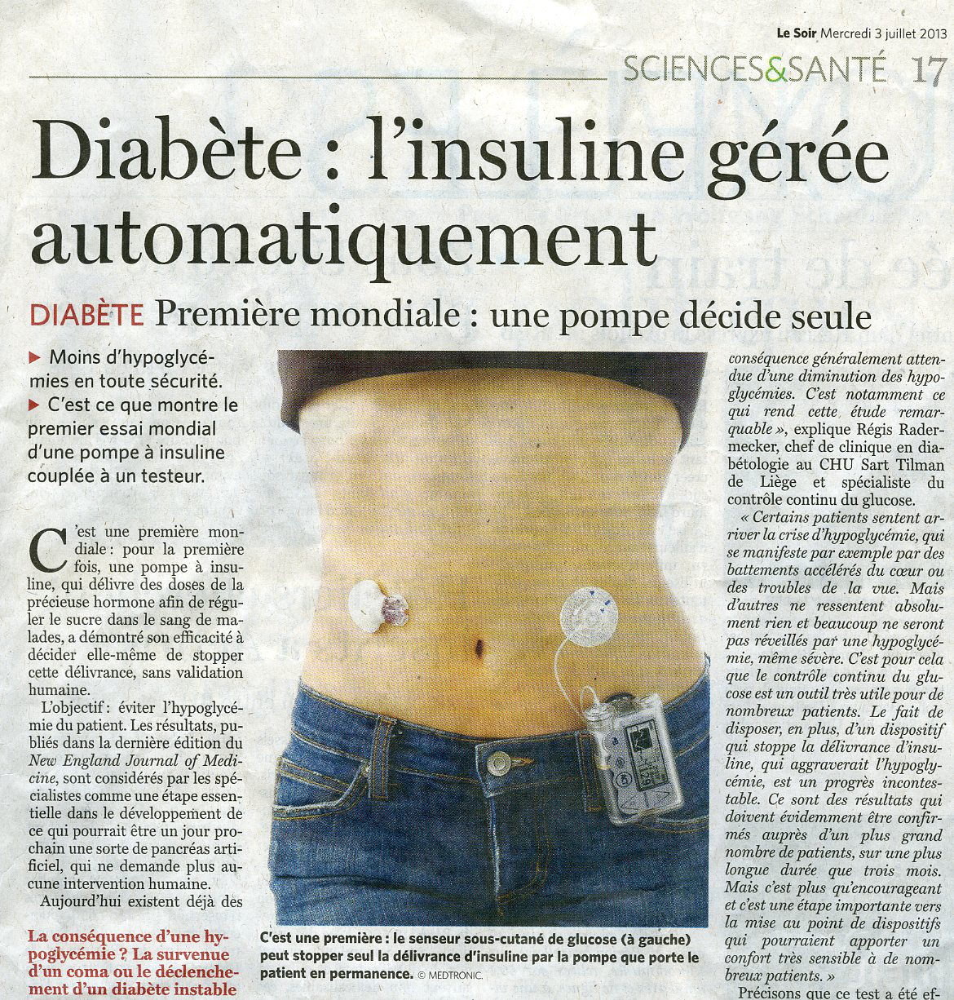 Le Soir Mercredi 3 juillet 2013
SCIENCES&SANTÉ 17
Diabète : l'insuline gérée
automatiquement
DIABÈTE Première mondiale : une pompe décide seule
▶ Moins d'hypoglycé-
mies en toute sécurité.
▶ C'est ce que montre le
premier essai mondial
d'une pompe à insuline
couplée à un testeur.
C'est une première mon-
diale : pour la première
fois, une pompe à insu-
line, qui délivre des doses de la
précieuse hormone afin de régu-
ler le sucre dans le sang de ma-
lades, a démontré son efficacité à
décider elle-même de stopper
cette délivrance, sans validation
humaine.
L'objectif : éviter l'hypoglycé-
mie du patient. Les résultats, pu-
bliés dans la dernière édition du
New England Journal of Medi-
cine, sont considérés par les spé-
cialistes comme une étape essen-
tielle dans le développement de
ce qui pourrait être un jour pro-
chain une sorte de pancréas arti-
ficiel, qui ne demande plus au-
cune intervention humaine.
Aujourd'hui existent déjà des
La conséquence d'une hy-
poglycémie ? La survenue
d'un coma ou le déclenche-
ment d'un diabète instable
C'est une première : le senseur sous-cutané de glucose (à gauche)
peut stopper seul la délivrance d'insuline par la pompe que porte le
patient en permanence. © MEDTRONIC.
conséquence généralement atten-
due d'une diminution des hypo-
glycémies. C'est notamment ce
qui rend cette étude remar-
quable », explique Régis Rader-
mecker, chef de clinique en dia-
bétologie au CHU Sart Tilman
de Liège et spécialiste du
contrôle continu du glucose.
« Certains patients sentent ar-
river la crise d'hypoglycémie, qui
se manifeste par exemple par des
battements accélérés du cœur ou
des troubles de la vue. Mais
d'autres ne ressentent absolu-
ment rien et beaucoup ne seront
pas réveillés par une hypoglycé-
mie, même sévère. C'est pour cela
que le contrôle continu du glu-
cose est un outil très utile pour de
nombreux patients. Le fait de
disposer, en plus, d'un dispositif
qui stoppe la délivrance d'insu-
line, qui aggraverait l'hypogly-
cémie, est un progrès incontes-
table. Ce sont des résultats qui
doivent évidemment être confir-
més auprès d'un plus grand
nombre de patients, sur une plus
longue durée que trois mois.
Mais c'est plus qu'encourageant
et c'est une étape importante vers
la mise au point de dispositifs
qui pourraient apporter un
confort très sensible à de nom-
breux patients. »
Précisons que ce test a été ef-